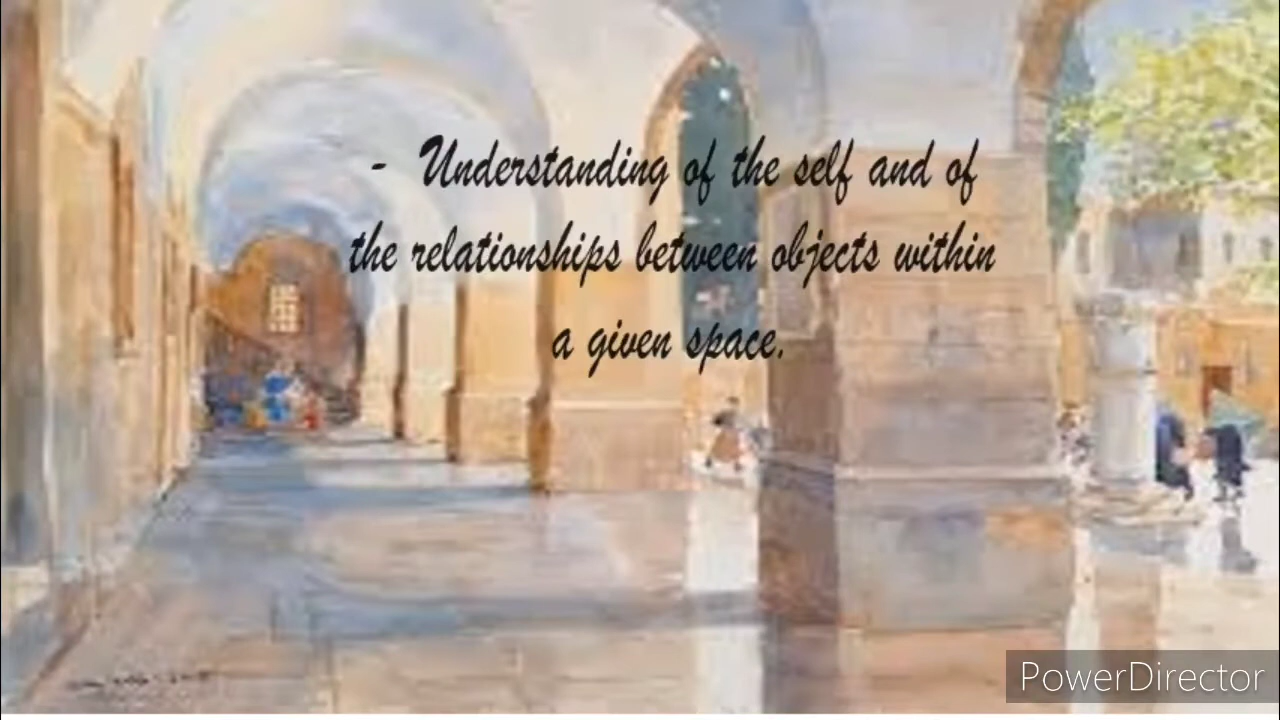 - Understanding of the self and of
the relationships between objects within
a given space.
PowerDirector